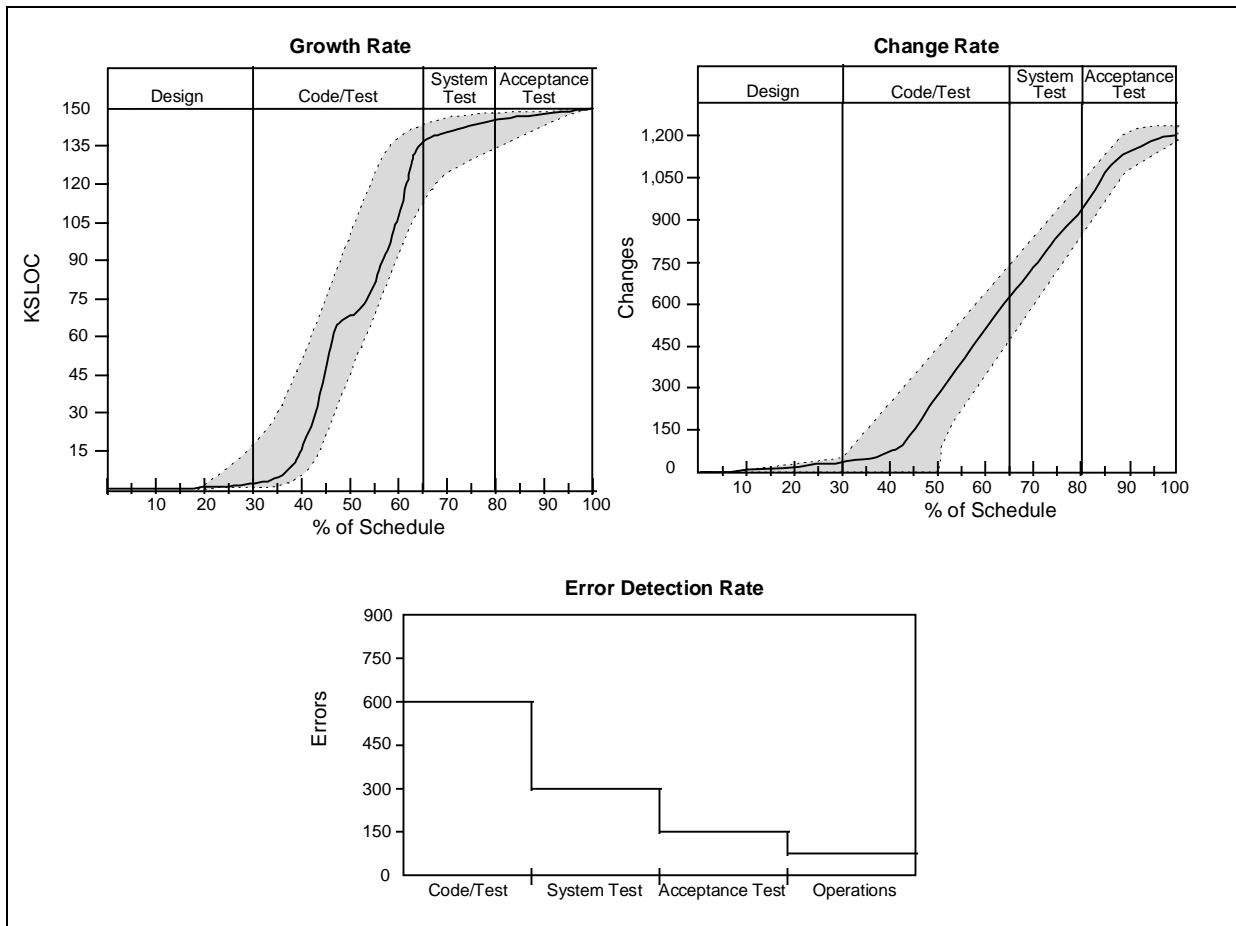 Growth Rate
Design
Code/Test
System
Test
Acceptance
Test
150
135
120
105
90
75
60
45
30
15
KSLOC
10 20 30 40 50 60 70 80 90 100
% of Schedule
Change Rate
Design
Code/Test
System
Test
Acceptance
Test
1,200
1,050
900
750
600
450
300
150
0
Changes
10 20 30 40 50 60 70 80 90 100
% of Schedule
Error Detection Rate
900
750
600
450
300
150
0
Errors
Code/Test System Test Acceptance Test Operations